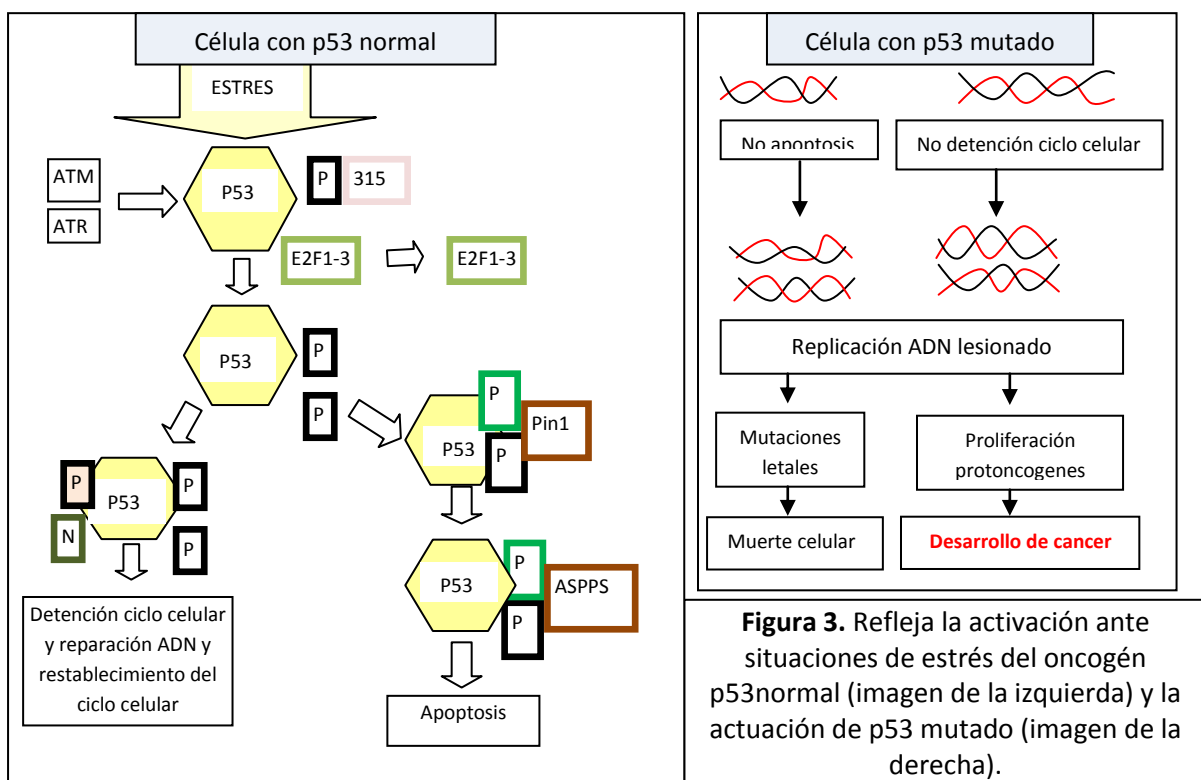 Célula con p53 normal
ESTRES
ATM
ATR
P53
P
315
E2F1-3
E2F1-3
P53
P
P
P
P53
P
N
P
P
Pin1
P53
P
P53
P
ASPPS
P
Detención ciclo celular
y reparación ADN y
restablecimiento del
ciclo celular
Apoptosis
Célula con p53 mutado
No apoptosis
No detención ciclo celular
Replicación ADN lesionado
Mutaciones
letales
Proliferación
protoncogenes
Muerte celular
Desarrollo de cancer
Figura 3. Refleja la activación ante
situaciones de estrés del oncogén
p53normal (imagen de la izquierda) y la
actuación de p53 mutado (imagen de la
derecha).